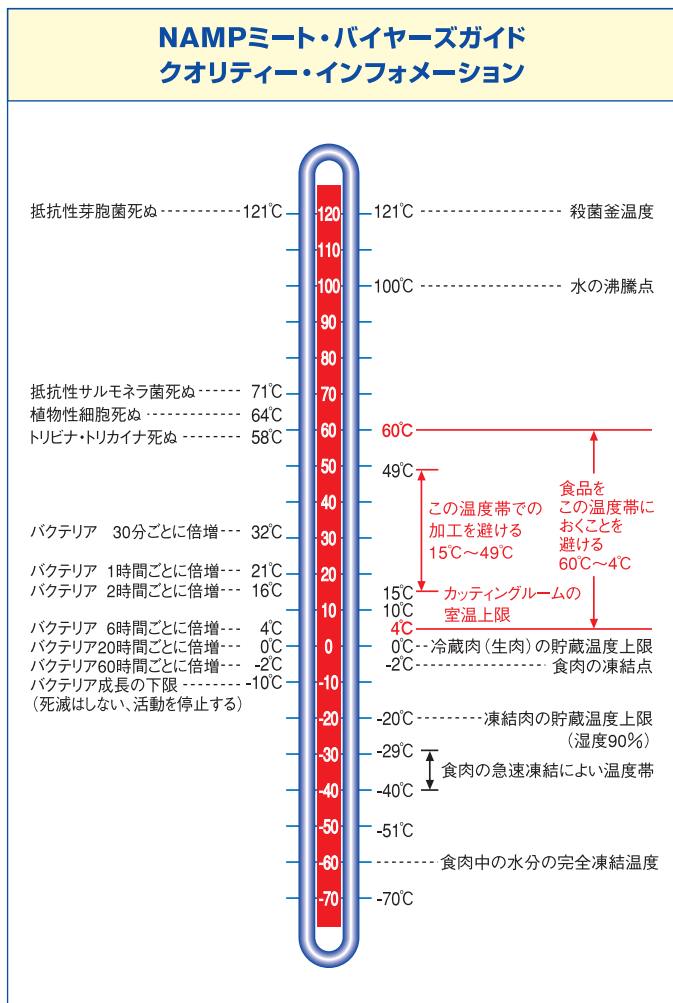 NAMPミート・バイヤーズガイド
クオリティー・インフォメーション
抵抗性芽胞菌死ぬ 121℃
抵抗性サルモネラ菌死ぬ 71℃
植物性細胞死ぬ 64℃
トリビナ・トリカイナ死ぬ 58℃
バクテリア 30分ごとに倍増 32℃
バクテリア 1時間ごとに倍増 21℃
バクテリア 2時間ごとに倍増 16℃
バクテリア 6時間ごとに倍増 4℃
バクテリア20時間ごとに倍増 0℃
バクテリア60時間ごとに倍増 -2℃
バクテリア成長の下限 -10℃
（死滅はしない、活動を停止する）
120
110
100
90
80
70
60
50
40
30
20
10
0
-10
-20
-30
-40
-50
-60
-70
121℃ 殺菌釜温度
100℃ 水の沸騰点
60℃
49℃
この温度帯での
加工を避ける
15℃～49℃
食品を
この温度帯に
おくことを
避ける
60℃～4℃
15℃ カッティングルームの
室温上限
10℃
4℃
0℃ 冷蔵肉（生肉）の貯蔵温度上限
-2℃ 食肉の凍結点
-20℃ 凍結肉の貯蔵温度上限
（湿度90%）
-29℃
食肉の急速凍結によい温度帯
-40℃
-51℃
食肉中の水分の完全凍結温度
-70℃